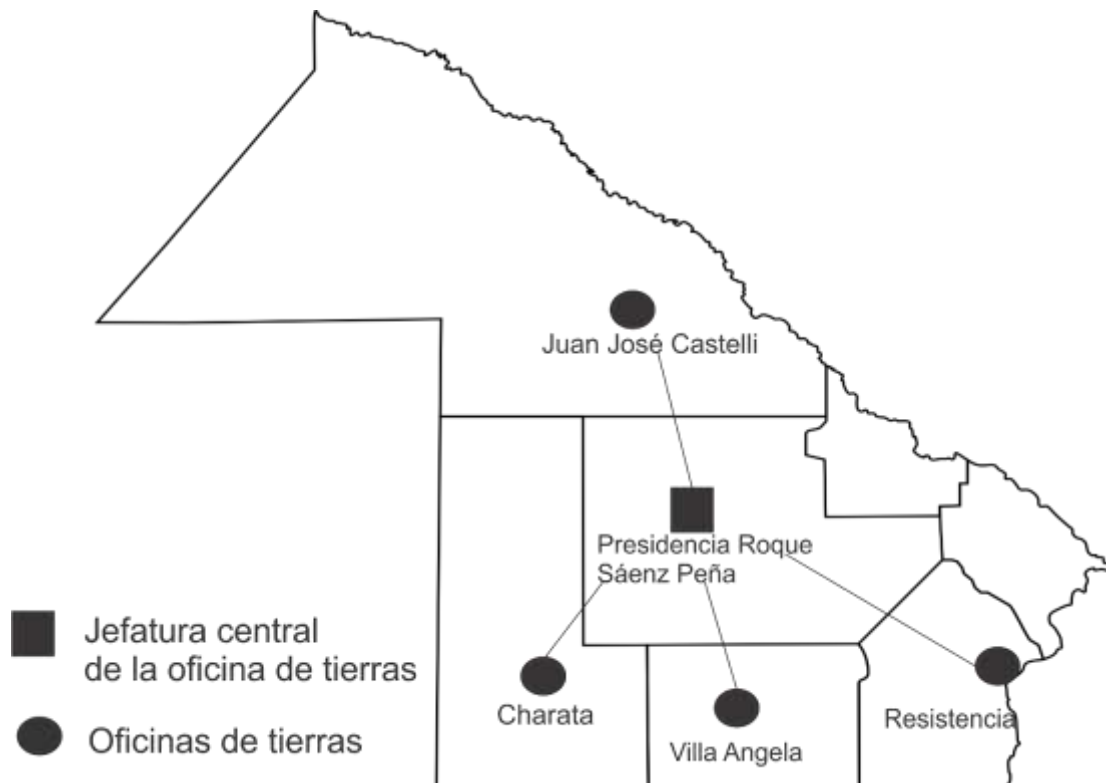 Juan José Castelli
Presidencia Roque
Sáenz Peña
Jefatura central
de la oficina de tierras
Charata
Oficinas de tierras
Villa Angela
Resistencia